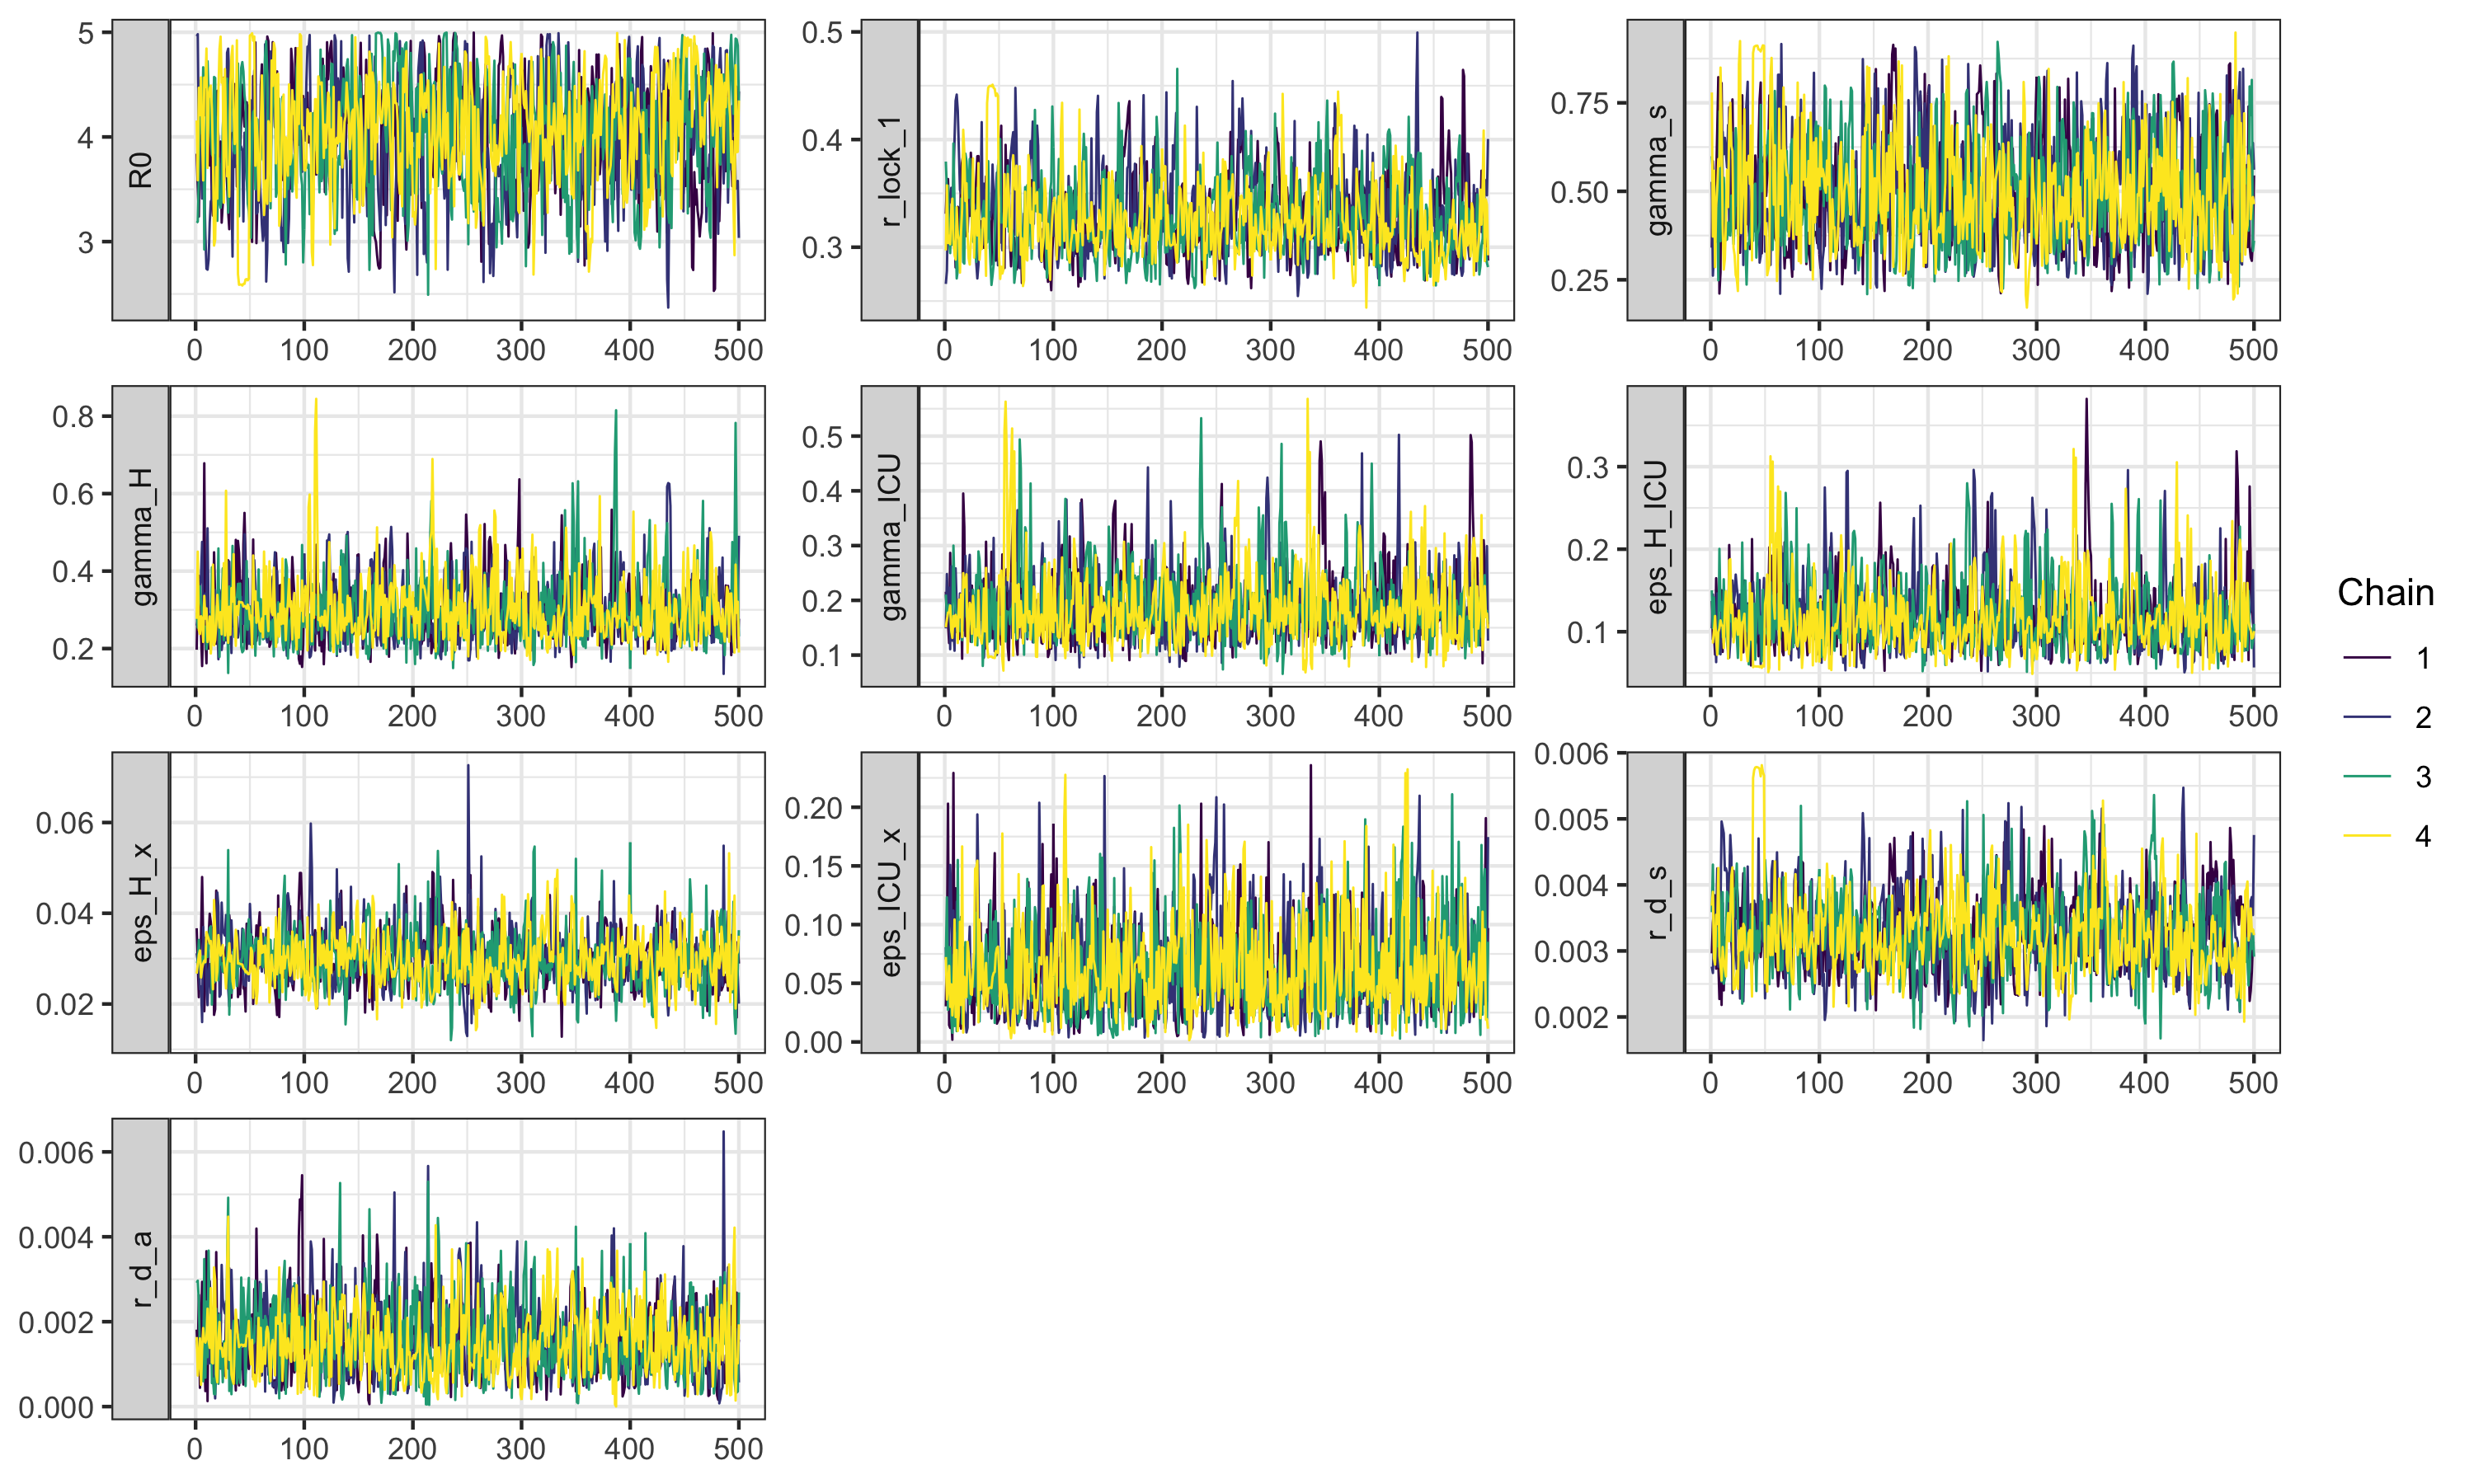 R0
5
4
3
0 100 200 300 400 500
r_lock_1
0.5
0.4
0.3
0 100 200 300 400 500
gamma_s
0.75
0.50
0.25
0 100 200 300 400 500
gamma_H
0.8
0.6
0.4
0.2
0 100 200 300 400 500
gamma_ICU
0.5
0.4
0.3
0.2
0.1
0 100 200 300 400 500
eps_H_ICU
0.3
0.2
0.1
0 100 200 300 400 500
eps_H_x
0.06
0.04
0.02
0 100 200 300 400 500
eps_ICU_x
0.20
0.15
0.10
0.05
0.00
0 100 200 300 400 500
r_d_s
0.006
0.005
0.004
0.003
0.002
0 100 200 300 400 500
r_d_a
0.006
0.004
0.002
0.000
0 100 200 300 400 500
Chain
1
2
3
4